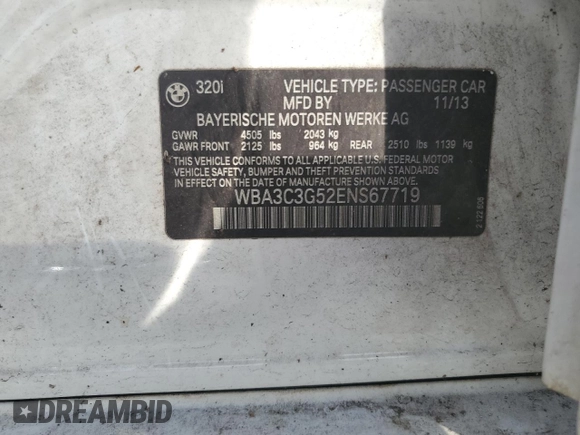 BMW
320i VEHICLE TYPE: PASSENGER CAR
MFD BY 11/13
BAYERISCHE MOTOREN WERKE AG
GVWR 4505 lbs 2043 kg
GAWR FRONT 2125 lbs 964 kg REAR 2510 lbs 1139 kg
THIS VEHICLE CONFORMS TO ALL APPLICABLE U.S. FEDERAL MOTOR
VEHICLE SAFETY, BUMPER AND THEFT PREVENTION STANDARDS
IN EFFECT ON THE DATE OF MANUFACTURE SHOWN ABOVE.
WBA3C3G52ENS67719
DREAMBID